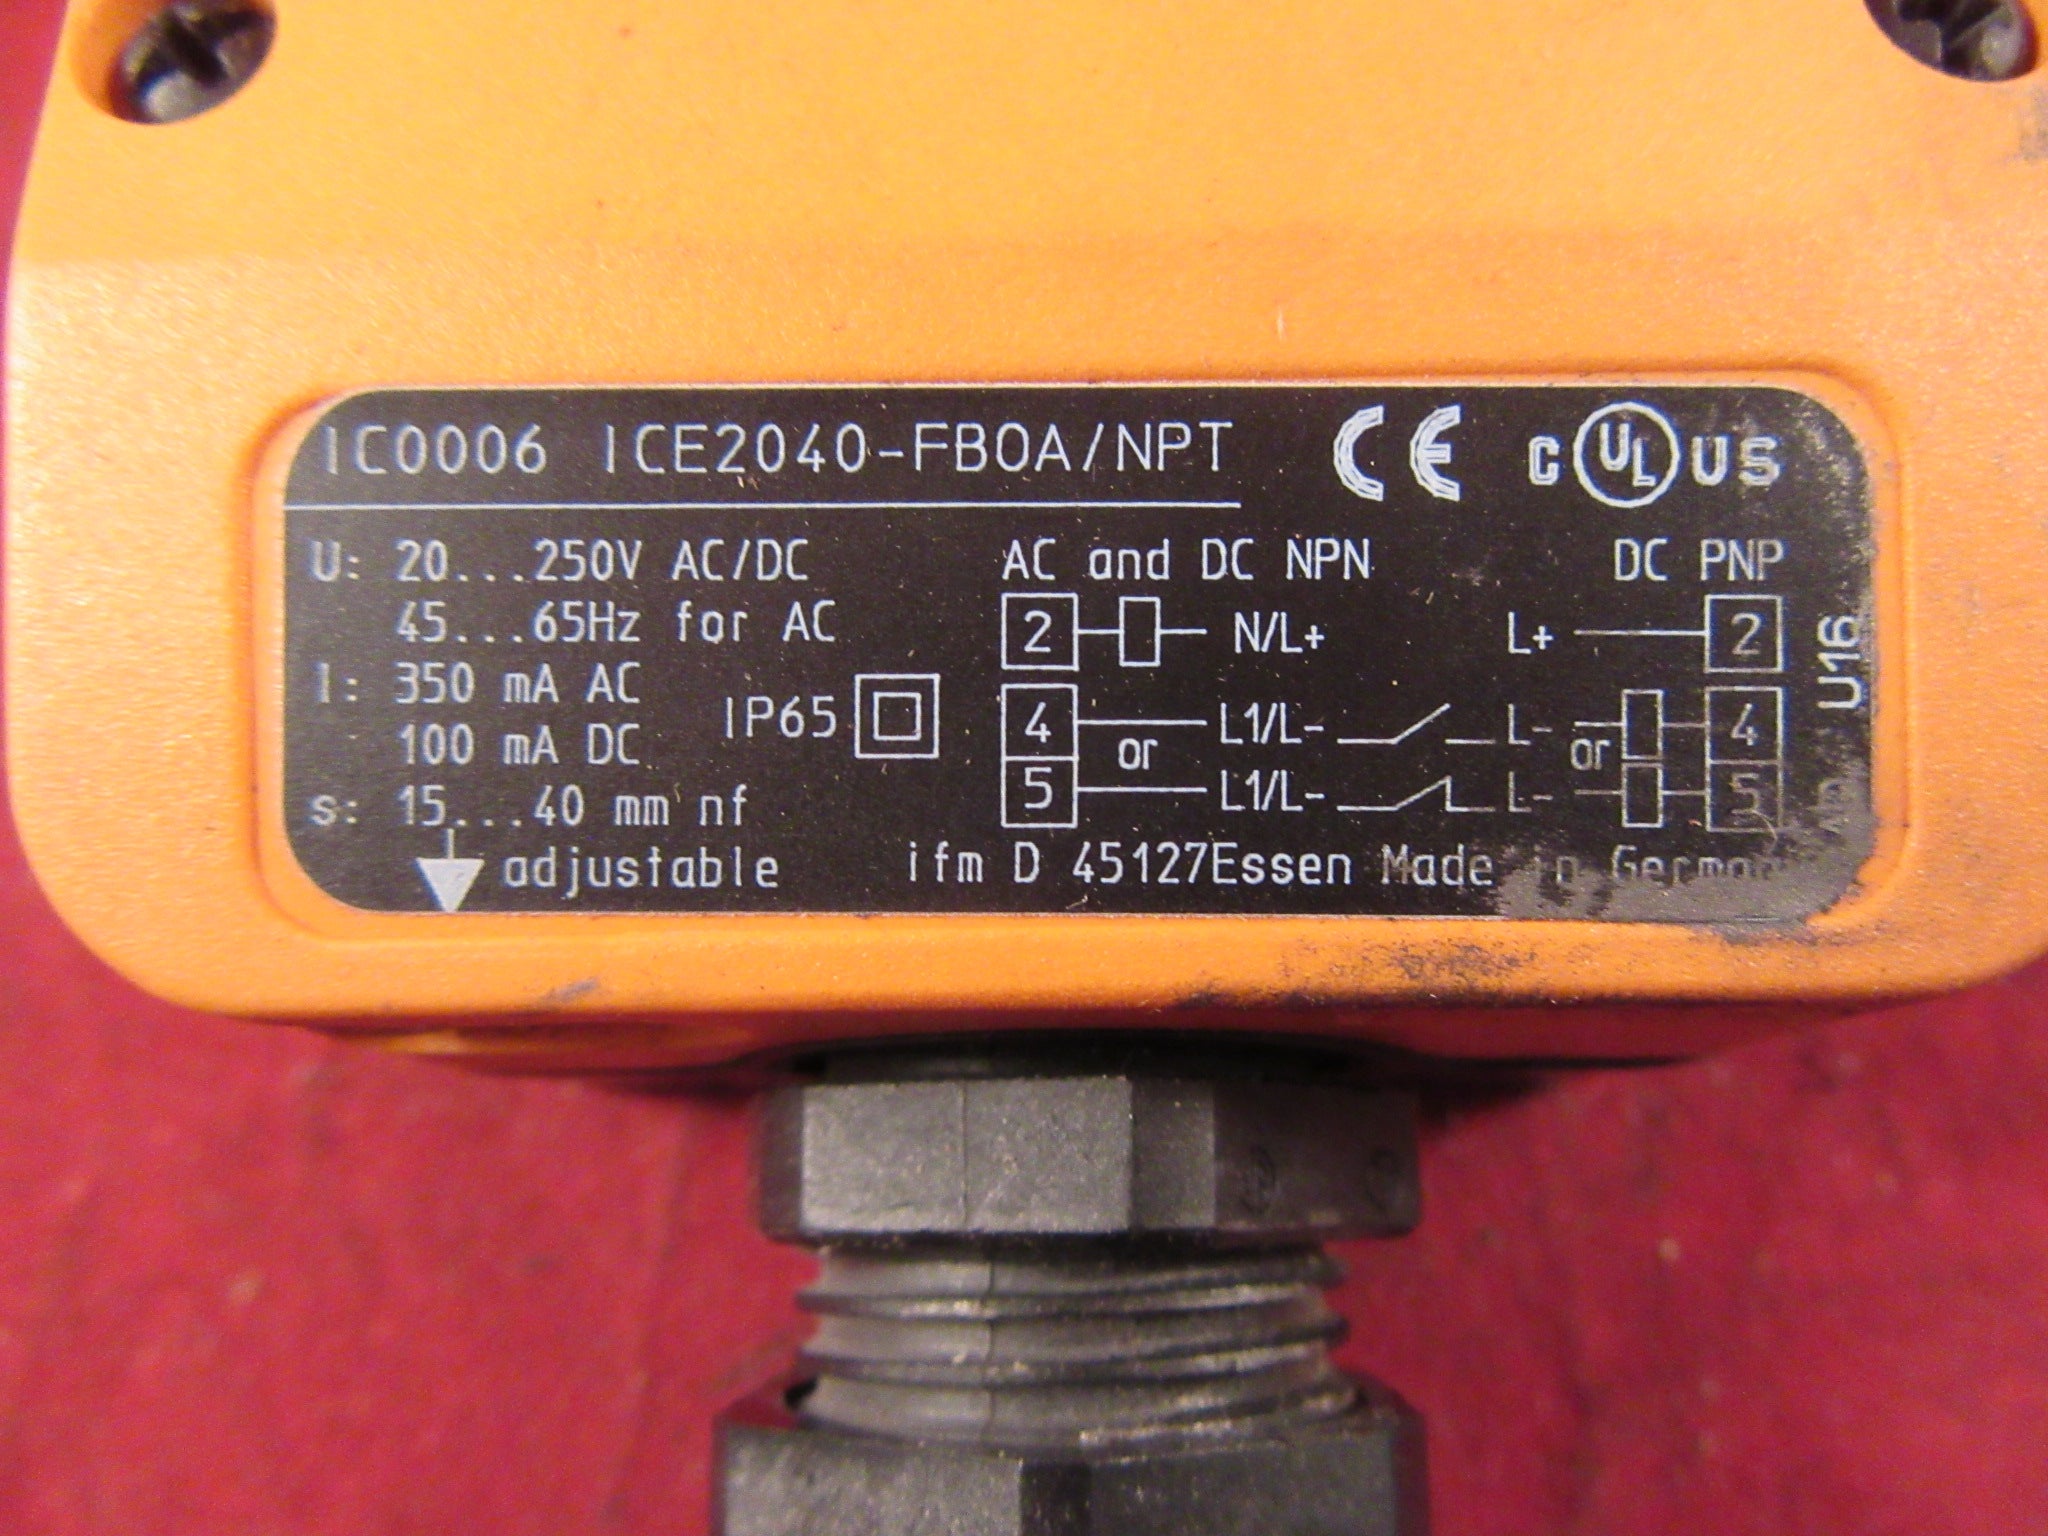 IC0006 ICE2040-FBOA/NPT CE C UL US
U: 20...250V AC/DC
45...65Hz for AC
I: 350 mA AC
100 mA DC
IP65
s: 15...40 mm nf
adjustable
AC and DC NPN
2 N/L+
4 L1/L-
or
5 L1/L-
DC PNP
L+ 2
L- 4
or
L- 5
U16
ifm D 45127Essen Made in